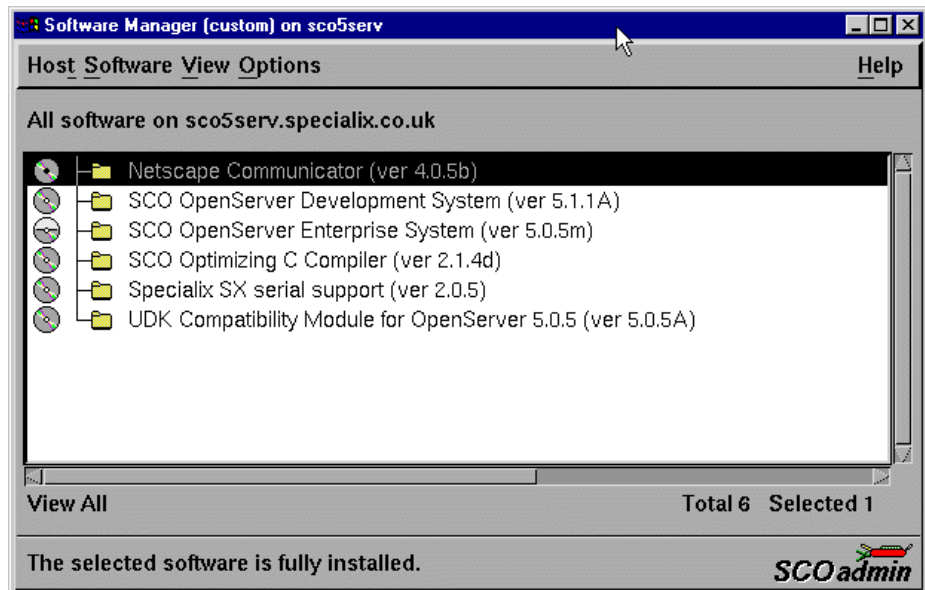 Software Manager (custom) on sco5serv
Host Software View Options Help
All software on sco5serv.specialix.co.uk
Netscape Communicator (ver 4.0.5b)
SCO OpenServer Development System (ver 5.1.1A)
SCO OpenServer Enterprise System (ver 5.0.5m)
SCO Optimizing C Compiler (ver 2.1.4d)
Specialix SX serial support (ver 2.0.5)
UDK Compatibility Module for OpenServer 5.0.5 (ver 5.0.5A)
View All Total 6 Selected 1
The selected software is fully installed.
SCOadmin